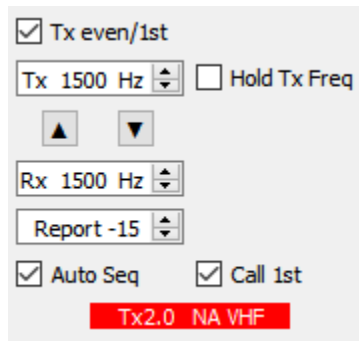 Tx even/1st
Tx 1500 Hz Hold Tx Freq
Rx 1500 Hz
Report -15
Auto Seq Call 1st
Tx2.0 NA VHF